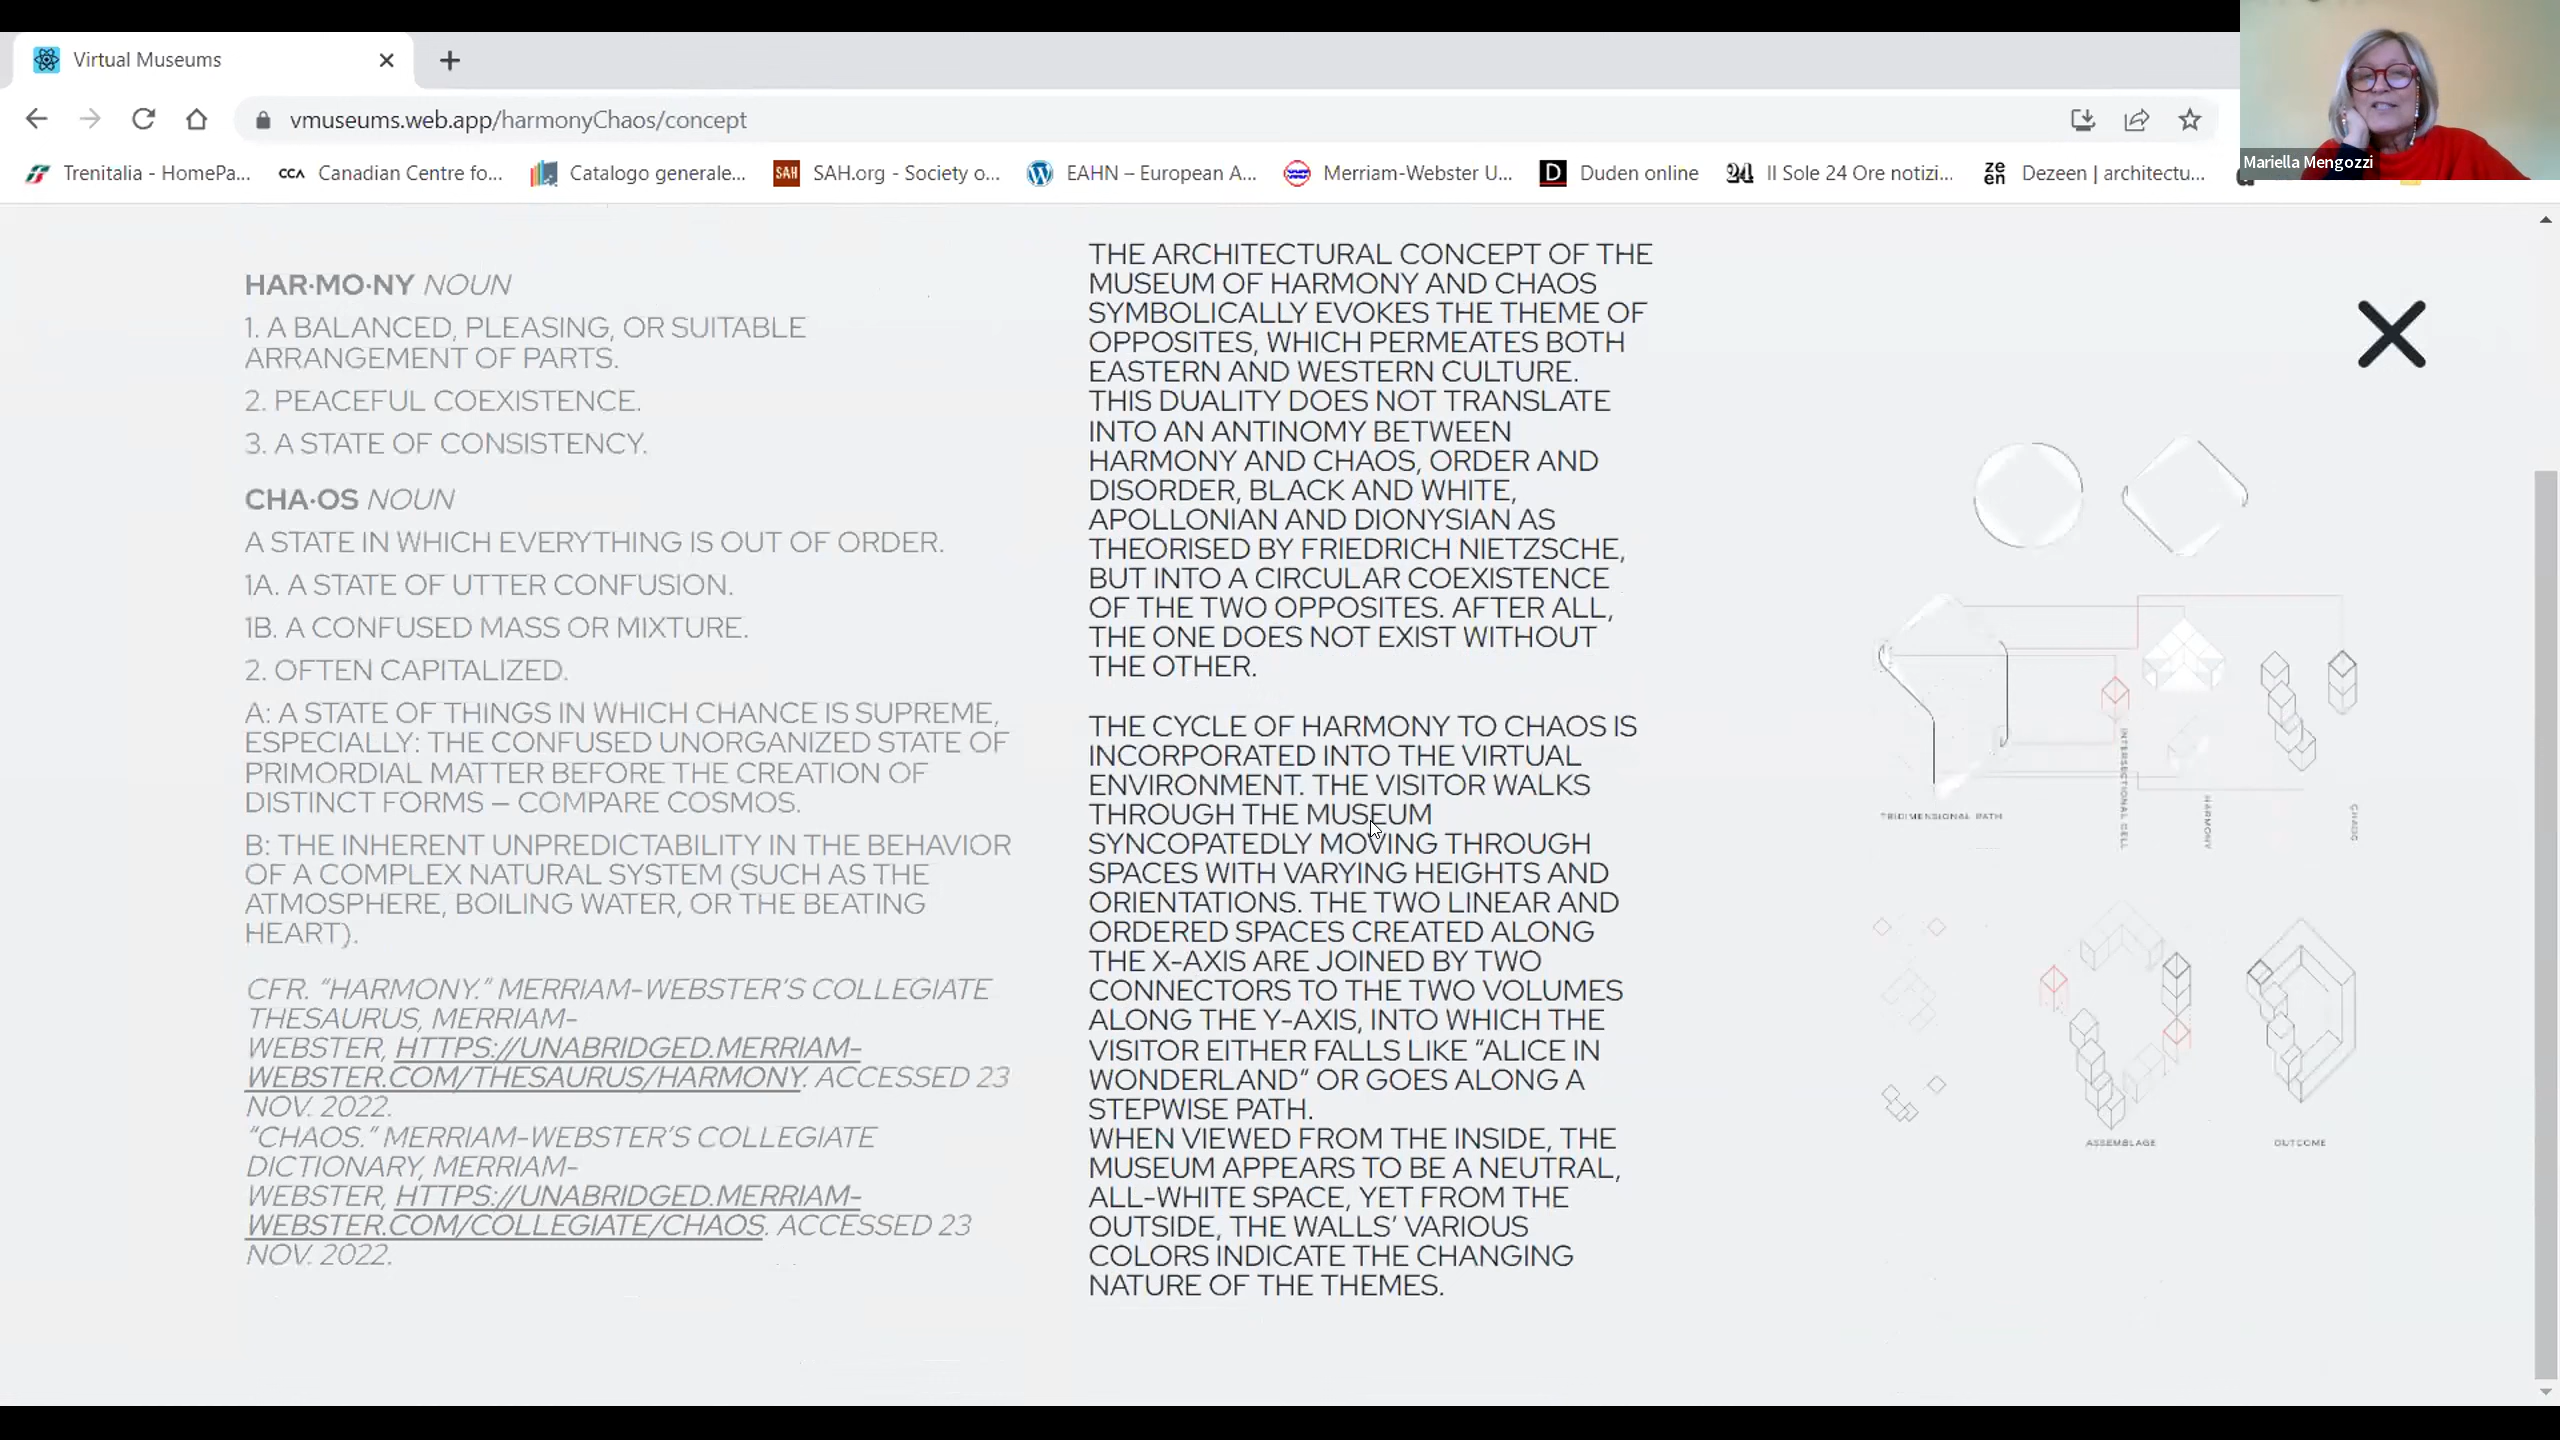 Virtual Museums
vmuseums.web.app/harmonyChaos/concept
Mariella Mengozzi
Trenitalia - HomePa...
CCA Canadian Centre fo...
Catalogo generale...
SAH SAH.org - Society o...
EAHN – European A...
Merriam-Webster U...
D Duden online
24 Il Sole 24 Ore notizi...
ze en Dezeen | architectu...
HAR·MO·NY NOUN
1. A BALANCED, PLEASING, OR SUITABLE
ARRANGEMENT OF PARTS.
2. PEACEFUL COEXISTENCE.
3. A STATE OF CONSISTENCY.
CHA·OS NOUN
A STATE IN WHICH EVERYTHING IS OUT OF ORDER.
1A. A STATE OF UTTER CONFUSION.
1B. A CONFUSED MASS OR MIXTURE.
2. OFTEN CAPITALIZED.
A: A STATE OF THINGS IN WHICH CHANCE IS SUPREME,
ESPECIALLY: THE CONFUSED UNORGANIZED STATE OF
PRIMORDIAL MATTER BEFORE THE CREATION OF
DISTINCT FORMS – COMPARE COSMOS.
B: THE INHERENT UNPREDICTABILITY IN THE BEHAVIOR
OF A COMPLEX NATURAL SYSTEM (SUCH AS THE
ATMOSPHERE, BOILING WATER, OR THE BEATING
HEART).
CFR. “HARMONY.” MERRIAM-WEBSTER’S COLLEGIATE
THESAURUS, MERRIAM-
WEBSTER, HTTPS://UNABRIDGED.MERRIAM-
WEBSTER.COM/THESAURUS/HARMONY. ACCESSED 23
NOV. 2022.
“CHAOS.” MERRIAM-WEBSTER’S COLLEGIATE
DICTIONARY, MERRIAM-
WEBSTER, HTTPS://UNABRIDGED.MERRIAM-
WEBSTER.COM/COLLEGIATE/CHAOS. ACCESSED 23
NOV. 2022.
THE ARCHITECTURAL CONCEPT OF THE
MUSEUM OF HARMONY AND CHAOS
SYMBOLICALLY EVOKES THE THEME OF
OPPOSITES, WHICH PERMEATES BOTH
EASTERN AND WESTERN CULTURE.
THIS DUALITY DOES NOT TRANSLATE
INTO AN ANTINOMY BETWEEN
HARMONY AND CHAOS, ORDER AND
DISORDER, BLACK AND WHITE,
APOLLONIAN AND DIONYSIAN AS
THEORISED BY FRIEDRICH NIETZSCHE,
BUT INTO A CIRCULAR COEXISTENCE
OF THE TWO OPPOSITES. AFTER ALL,
THE ONE DOES NOT EXIST WITHOUT
THE OTHER.
THE CYCLE OF HARMONY TO CHAOS IS
INCORPORATED INTO THE VIRTUAL
ENVIRONMENT. THE VISITOR WALKS
THROUGH THE MUSEUM
SYNCOPATEDLY MOVING THROUGH
SPACES WITH VARYING HEIGHTS AND
ORIENTATIONS. THE TWO LINEAR AND
ORDERED SPACES CREATED ALONG
THE X-AXIS ARE JOINED BY TWO
CONNECTORS TO THE TWO VOLUMES
ALONG THE Y-AXIS, INTO WHICH THE
VISITOR EITHER FALLS LIKE “ALICE IN
WONDERLAND” OR GOES ALONG A
STEPWISE PATH.
WHEN VIEWED FROM THE INSIDE, THE
MUSEUM APPEARS TO BE A NEUTRAL,
ALL-WHITE SPACE, YET FROM THE
OUTSIDE, THE WALLS’ VARIOUS
COLORS INDICATE THE CHANGING
NATURE OF THE THEMES.
TRIDIMENSIONAL PATH
INTERSECTIONAL CELL
HARMONY
CHAOS
ASSEMBLAGE
OUTCOME